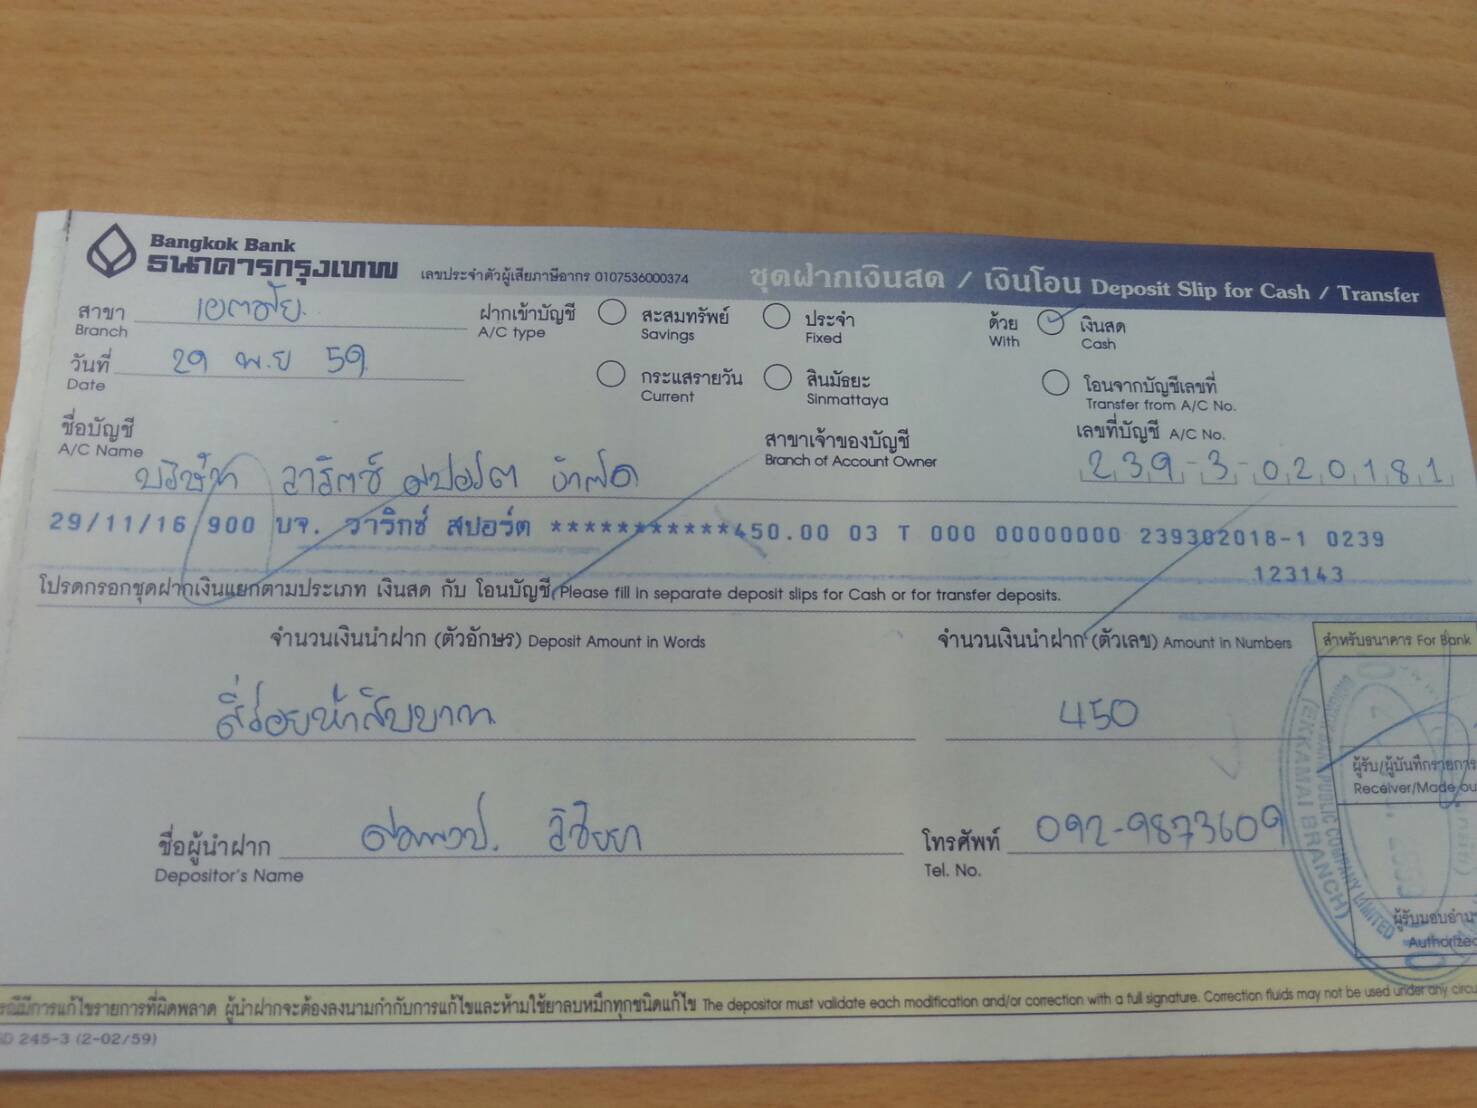 Bangkok Bank
ธนาคารกรุงเทพ
เลขประจำตัวผู้เสียภาษีอากร 0107536000374
ชุดฝากเงินสด / เงินโอน Deposit Slip for Cash / Transfer
สาขา เอกมัย
Branch
ฝากเข้าบัญชี สะสมทรัพย์ ประจำ ด้วย เงินสด
A/C type Savings Fixed With Cash
วันที่ 29 พ.ย 59
Date
กระแสรายวัน สินมัธยะ โอนจากบัญชีเลขที่
Current Sinmattaya Transfer from A/C No.
ชื่อบัญชี สาขาเจ้าของบัญชี เลขที่บัญชี A/C No.
A/C Name Branch of Account Owner 239-3-020181
บริษัท วาริกซ์ สปอร์ต จำกัด
29/11/16 900 บจ. วาริกซ์ สปอร์ต ***********450.00 03 T 000 00000000 239302018-1 0239
123143
โปรดกรอกชุดฝากเงินแยกตามประเภท เงินสด กับ โอนบัญชี Please fill in separate deposit slips for Cash or for transfer deposits.
จำนวนเงินนำฝาก (ตัวอักษร) Deposit Amount in Words จำนวนเงินนำฝาก (ตัวเลข) Amount in Numbers สำหรับธนาคาร For Bank
สี่ร้อยห้าสิบบาท 450
ผู้รับ/ผู้บันทึกรายการ
Receiver/Made ou
ชื่อผู้นำฝาก
Depositor's Name
โทรศัพท์ 092-9873609
Tel. No.
PUBLIC COMPANY LIMITED
(EKKAMAI BRANCH)
ผู้รับมอบอำน
Authorized
รณีมีการแก้ไขรายการที่ผิดพลาด ผู้นำฝากจะต้องลงนามกำกับการแก้ไขและห้ามใช้ยาลบหมึกทุกชนิดแก้ไข The depositor must validate each modification and/or correction with a full signature. Correction fluids may not be used under any circu
245-3 (2-02/59)